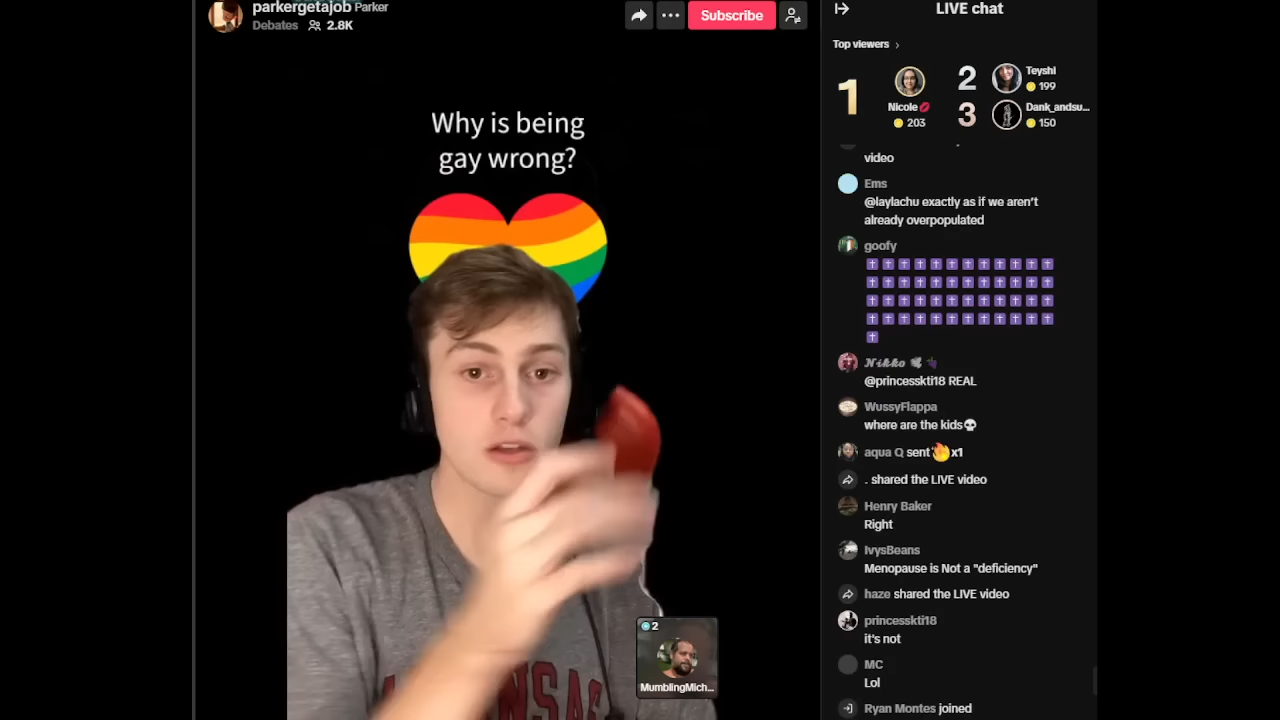 parkergetajob Parker
Debates 2.8K
Subscribe
Why is being
gay wrong?
2
MumblingMich...
LIVE chat
Top viewers
1
Nicole
203
2
Teyshi
199
3
Dank_andsu...
150
video
Ems
@laylachu exactly as if we aren't
already overpopulated
goofy
Nikko
@princesskti18 REAL
WussyFlappa
where are the kids
aqua Q sent x1
. shared the LIVE video
Henry Baker
Right
IvysBeans
Menopause is Not a "deficiency"
haze shared the LIVE video
princesskti18
it's not
MC
Lol
Ryan Montes joined